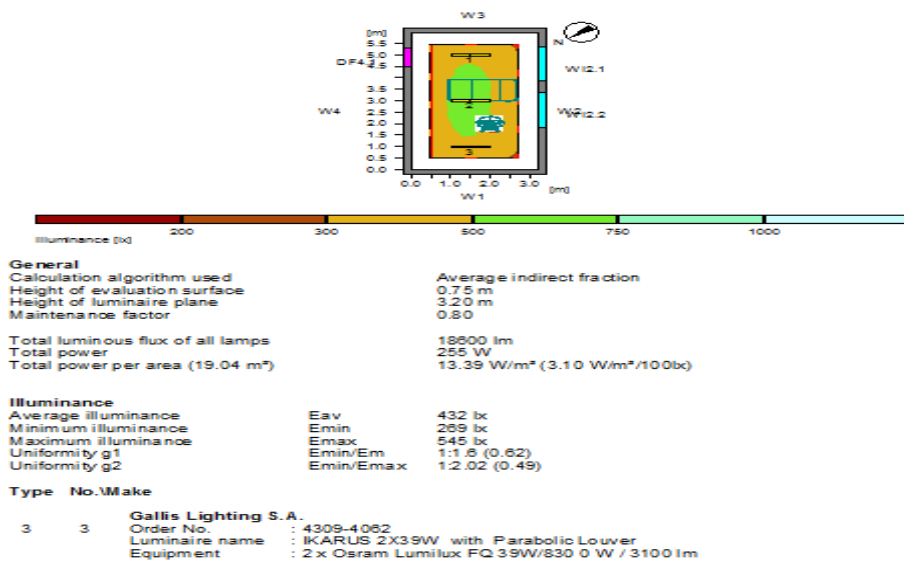 W3
[m]
5.5
5.0
4.5
3.5
3.0
2.5
2.0
1.5
1.0
0.5
0.0
N
WI2.1
WI2.2
W4
1
2
3
0.0 1.0 2.0 3.0 [m]
W1
200 300 500 750 1000
Illuminance [lx]
General
Calculation algorithm used Average indirect fraction
Height of evaluation surface 0.75 m
Height of luminaire plane 3.20 m
Maintenance factor 0.80
Total luminous flux of all lamps 18600 lm
Total power 255 W
Total power per area (19.04 m²) 13.39 W/m² (3.10 W/m²/100lx)
Illuminance
Average illuminance Eav 432 lx
Minimum illuminance Emin 269 lx
Maximum illuminance Emax 545 lx
Uniformity g1 Emin/Em 1:1.6 (0.62)
Uniformity g2 Emin/Emax 1:2.02 (0.49)
Type No.\Make
Gallis Lighting S.A.
3 3 Order No. : 4309-4062
Luminaire name : IKARUS 2X39W with Parabolic Louver
Equipment : 2 x Osram Lumilux FQ 39W/830 0 W / 3100 lm